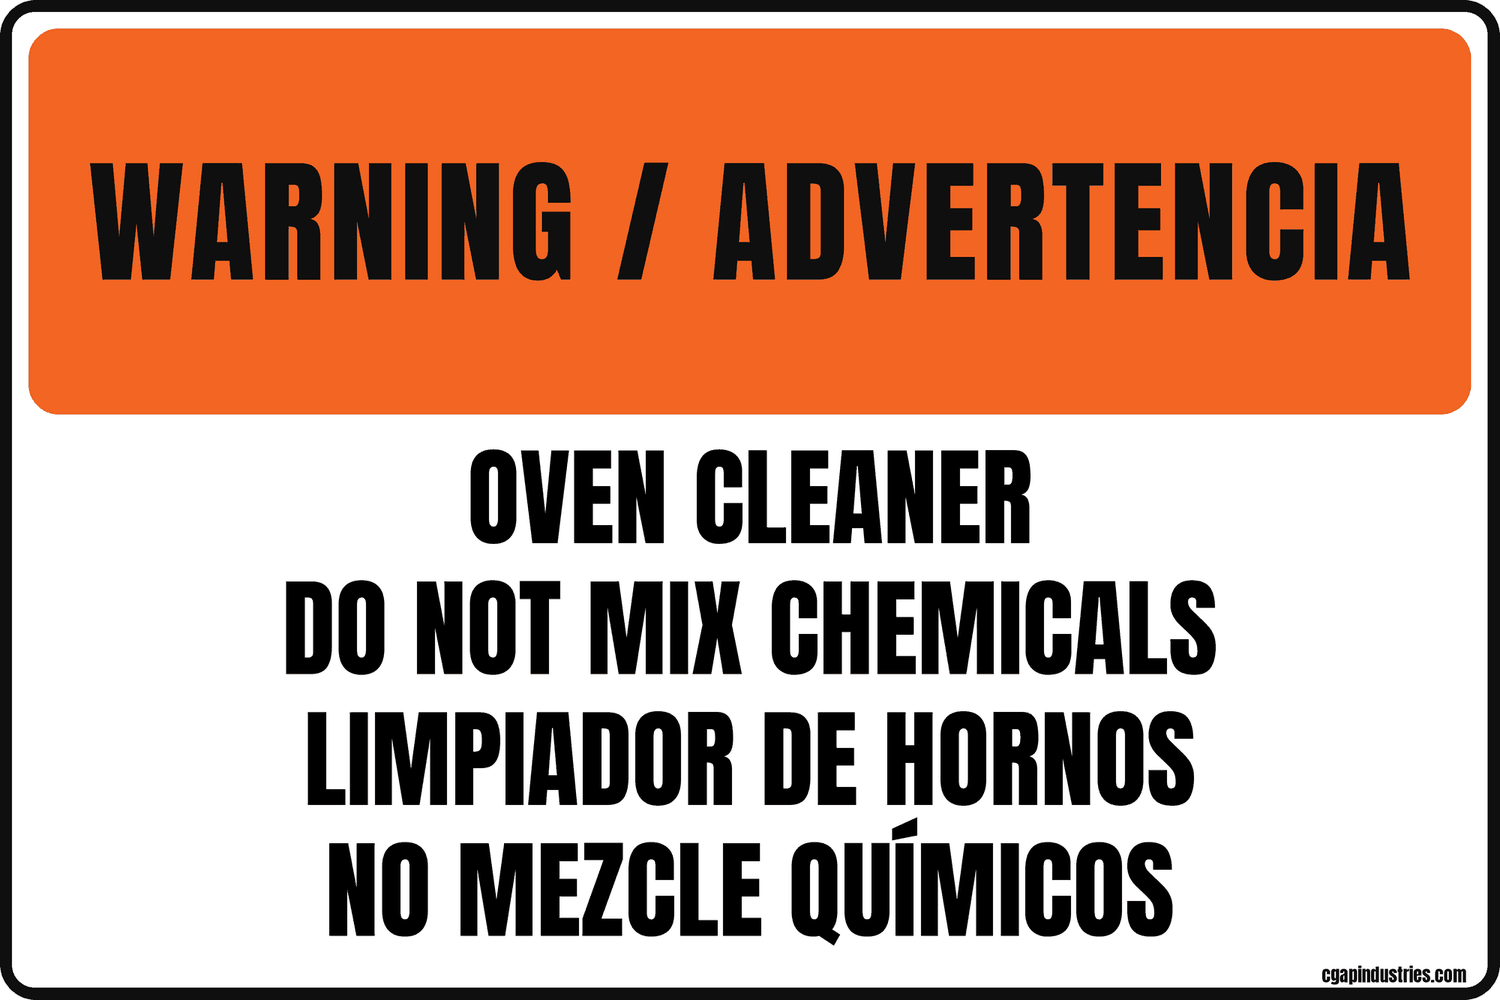 WARNING / ADVERTENCIA
OVEN CLEANER
DO NOT MIX CHEMICALS
LIMPIADOR DE HORNOS
NO MEZCLE QUÍMICOS
cgapindustries.com